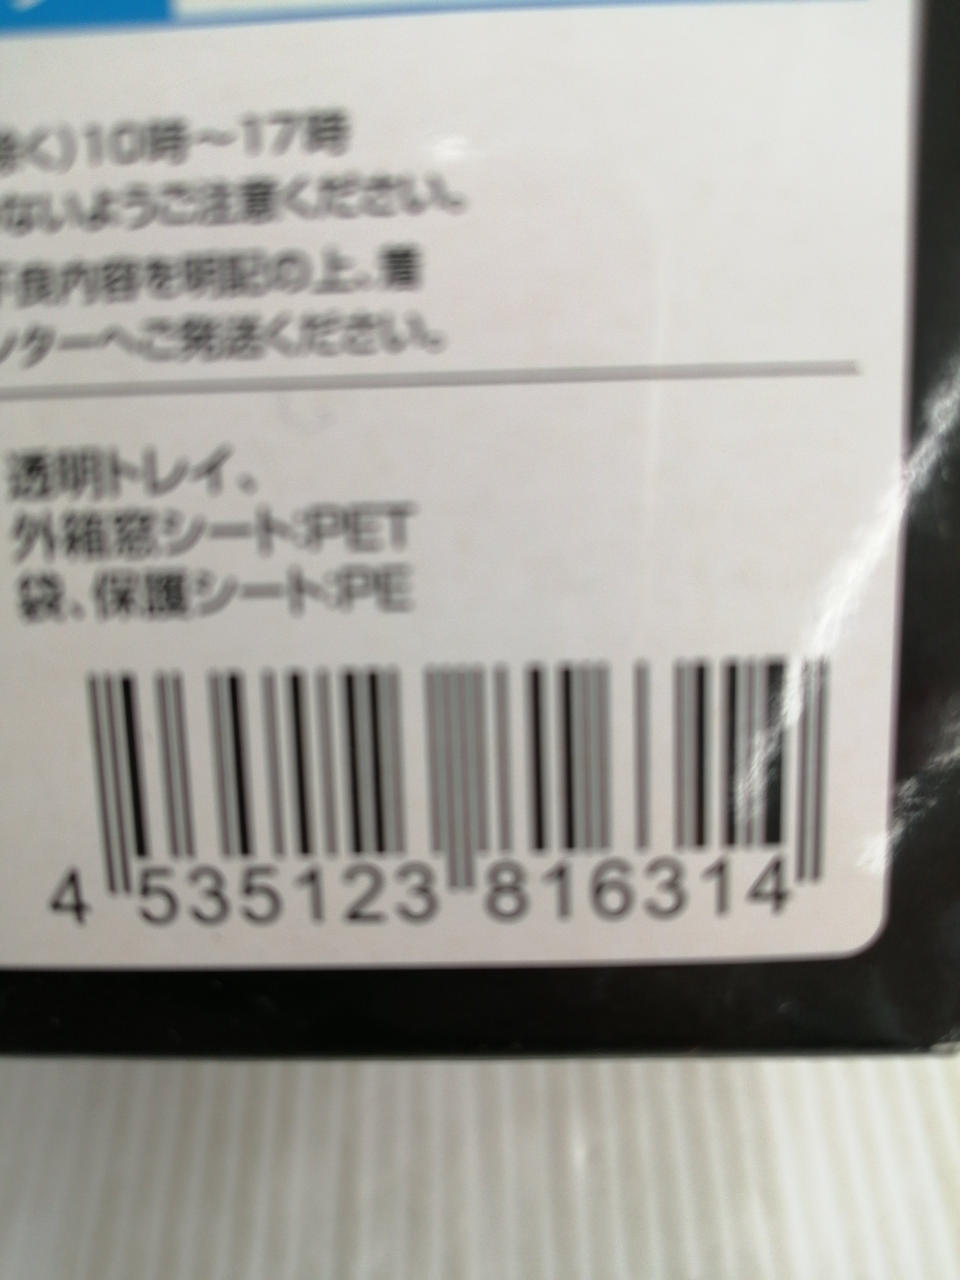 く)10時～17時
ないようご注意ください。
良内容を明記の上、着
ンターへご発送ください。
透明トレイ、
外箱窓シート:PET
袋、保護シート:PE
4 535123 816314